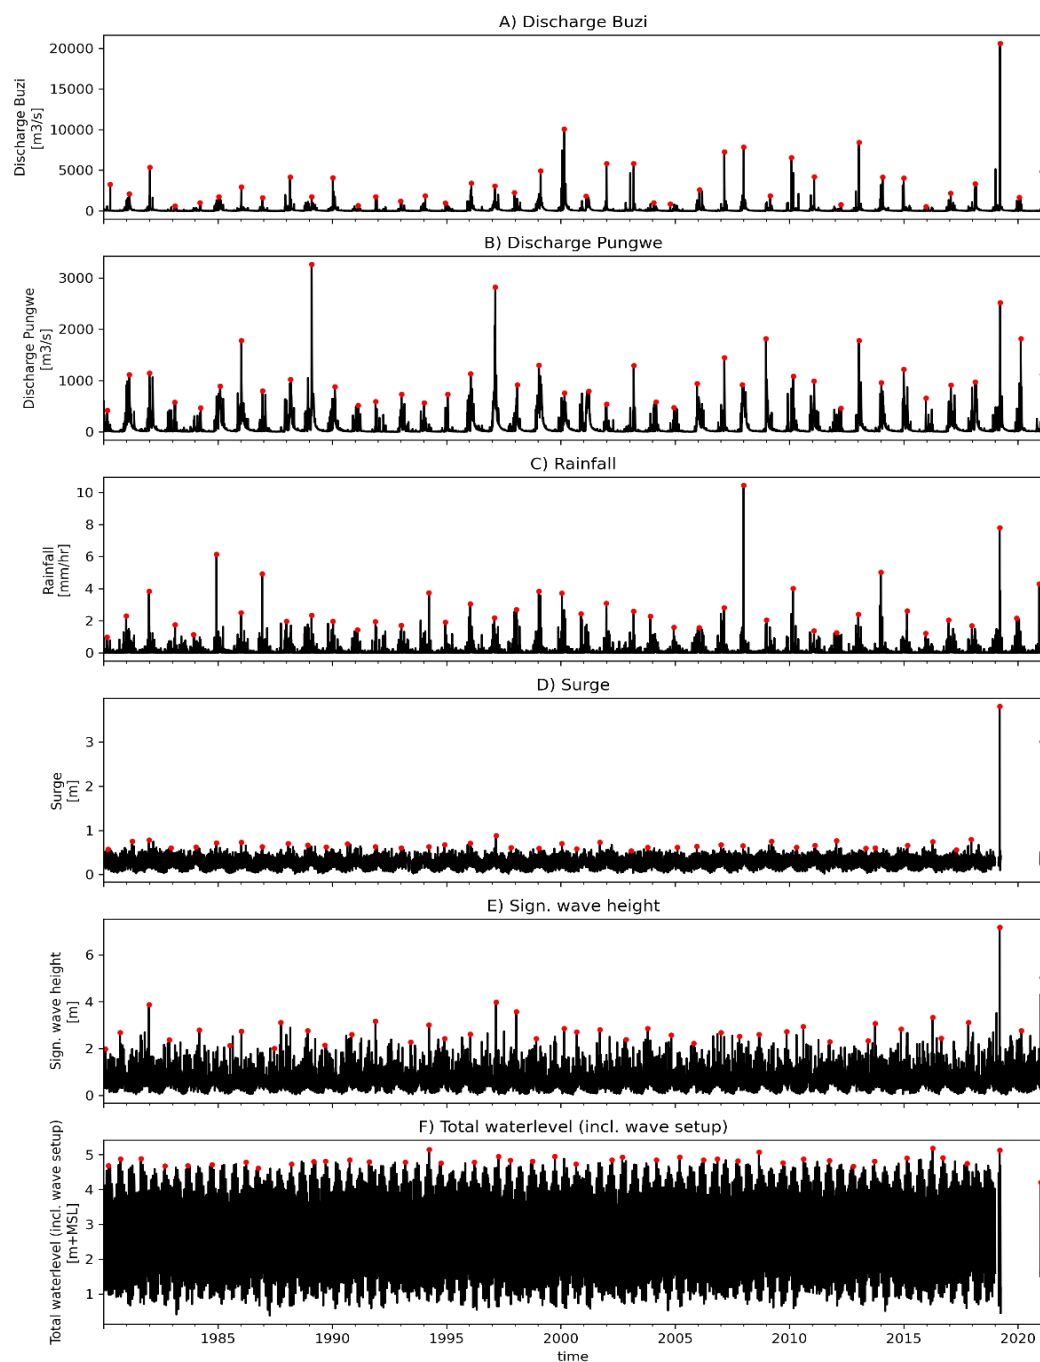 A) Discharge Buzi
Discharge Buzi
[m3/s]
20000
15000
10000
5000
0
B) Discharge Pungwe
Discharge Pungwe
[m3/s]
3000
2000
1000
0
C) Rainfall
Rainfall
[mm/hr]
10
8
6
4
2
0
D) Surge
Surge
[m]
3
2
1
0
E) Sign. wave height
Sign. wave height
[m]
6
4
2
0
F) Total waterlevel (incl. wave setup)
Total waterlevel (incl. wave setup)
[m+MSL]
5
4
3
2
1
1985 1990 1995 2000 2005 2010 2015 2020
time